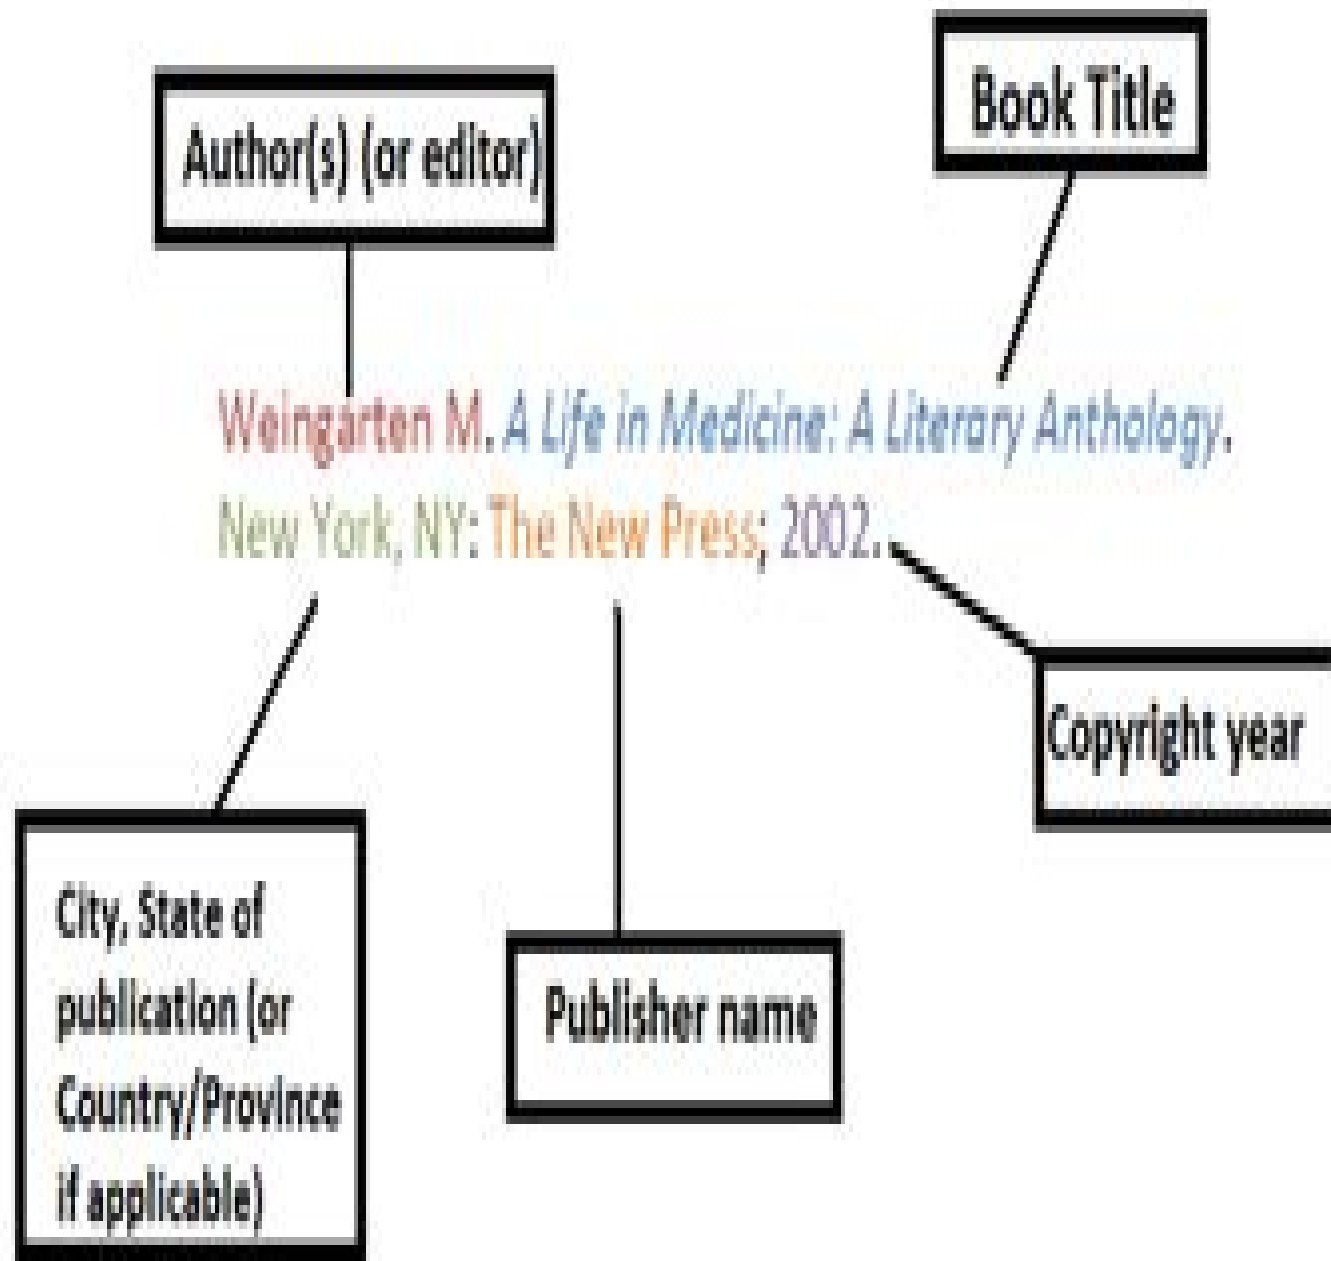 Book Title
Author(s) (or editor)
Weingarten M. A Life in Medicine: A Literary Anthology.
New York, NY: The New Press; 2002.
Copyright year
City, State of
publication (or
Country/Province
if applicable)
Publisher name